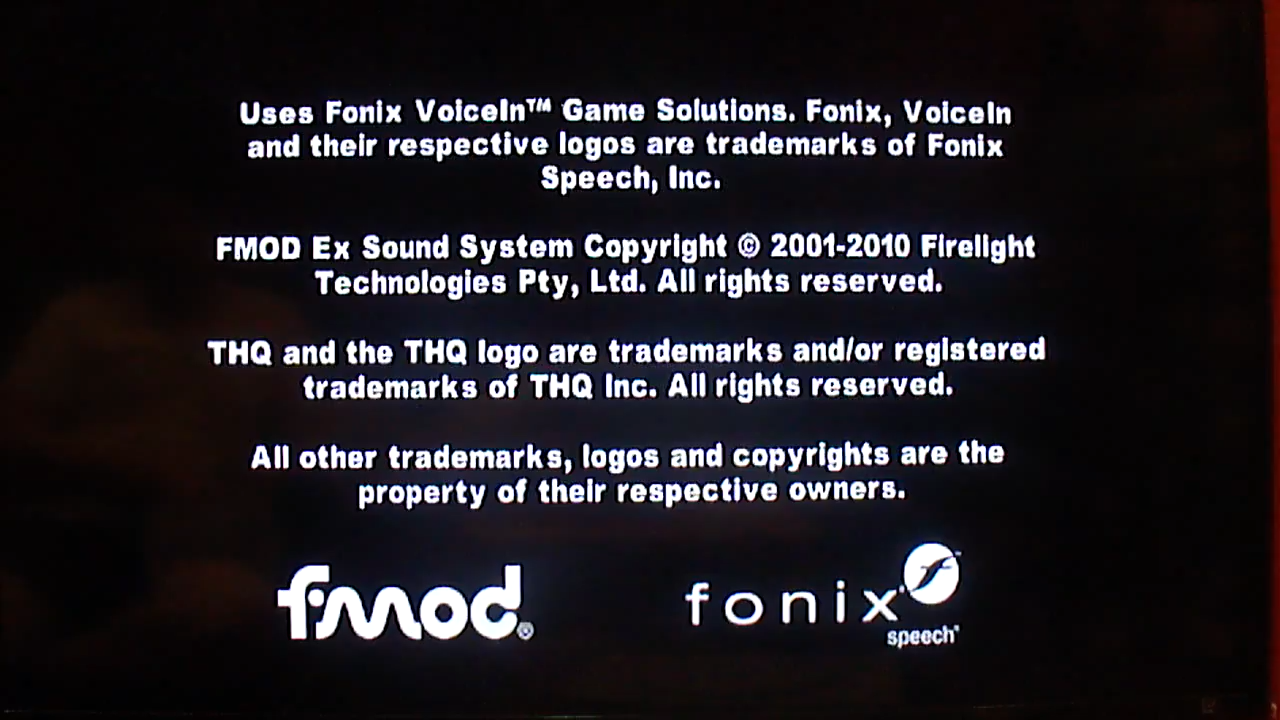 Uses Fonix VoiceIn™ Game Solutions. Fonix, VoiceIn
and their respective logos are trademarks of Fonix
Speech, Inc.
FMOD Ex Sound System Copyright © 2001-2010 Firelight
Technologies Pty, Ltd. All rights reserved.
THQ and the THQ logo are trademarks and/or registered
trademarks of THQ Inc. All rights reserved.
All other trademarks, logos and copyrights are the
property of their respective owners.
fmod®
fonix™
speech